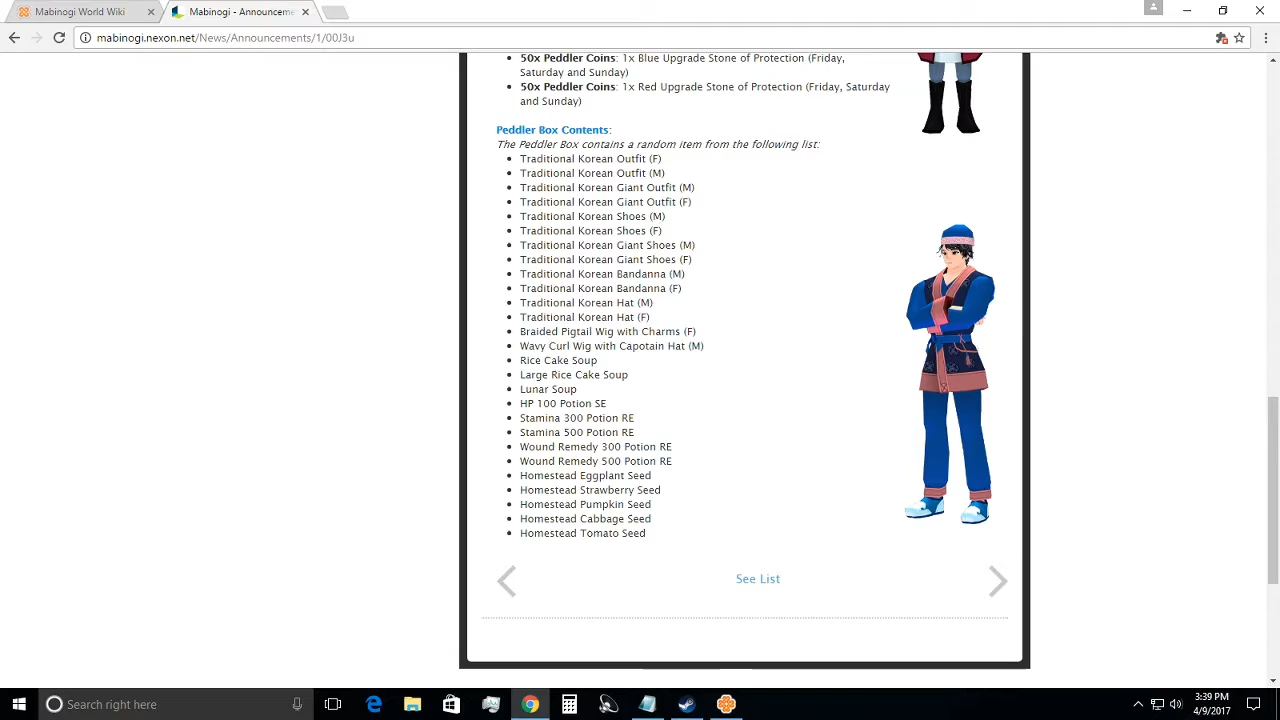 Mabinogi World Wiki
Mabinogi - Announceme
mabinogi.nexon.net/News/Announcements/1/00J3u
50x Peddler Coins: 1x Blue Upgrade Stone of Protection (Friday,
Saturday and Sunday)
50x Peddler Coins: 1x Red Upgrade Stone of Protection (Friday, Saturday
and Sunday)
Peddler Box Contents:
The Peddler Box contains a random item from the following list:
Traditional Korean Outfit (F)
Traditional Korean Outfit (M)
Traditional Korean Giant Outfit (M)
Traditional Korean Giant Outfit (F)
Traditional Korean Shoes (M)
Traditional Korean Shoes (F)
Traditional Korean Giant Shoes (M)
Traditional Korean Giant Shoes (F)
Traditional Korean Bandanna (M)
Traditional Korean Bandanna (F)
Traditional Korean Hat (M)
Traditional Korean Hat (F)
Braided Pigtail Wig with Charms (F)
Wavy Curl Wig with Capotain Hat (M)
Rice Cake Soup
Large Rice Cake Soup
Lunar Soup
HP 100 Potion SE
Stamina 300 Potion RE
Stamina 500 Potion RE
Wound Remedy 300 Potion RE
Wound Remedy 500 Potion RE
Homestead Eggplant Seed
Homestead Strawberry Seed
Homestead Pumpkin Seed
Homestead Cabbage Seed
Homestead Tomato Seed
See List
Search right here
3:39 PM
4/9/2017